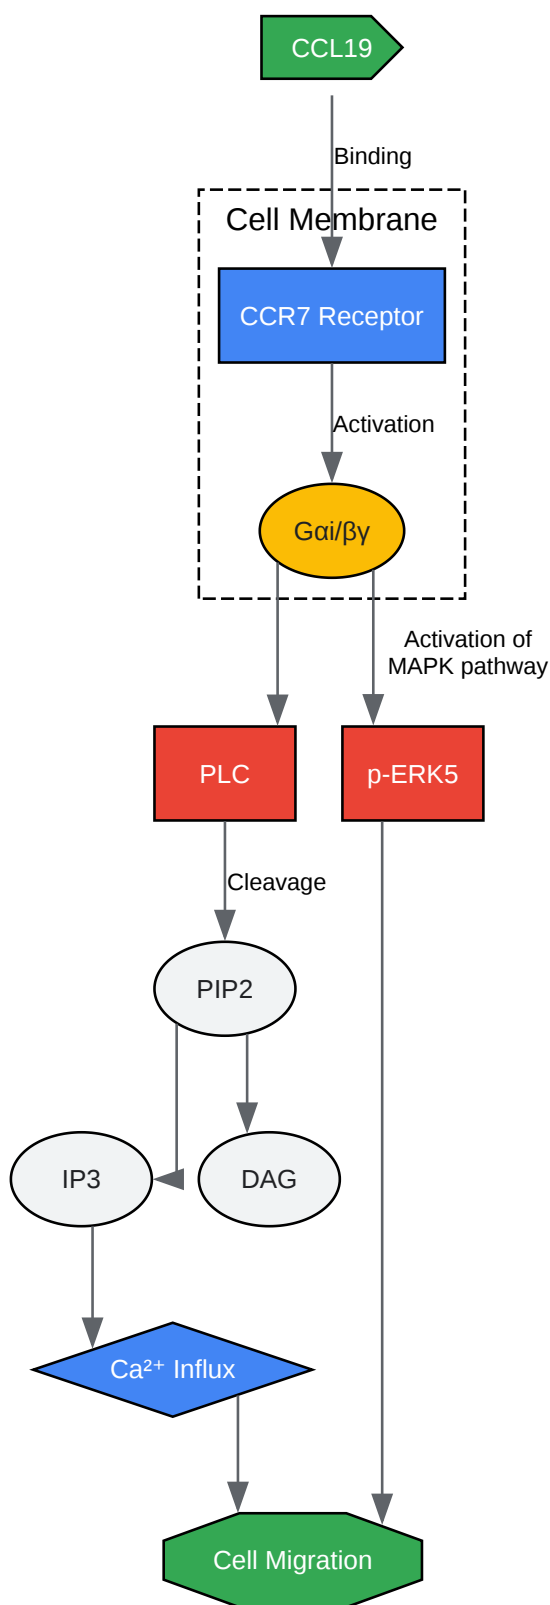 CCL19
Binding
Cell Membrane
CCR7 Receptor
Activation
Gαi/βγ
Activation of
MAPK pathway
PLC
p-ERK5
Cleavage
PIP2
IP3
DAG
Ca²⁺ Influx
Cell Migration